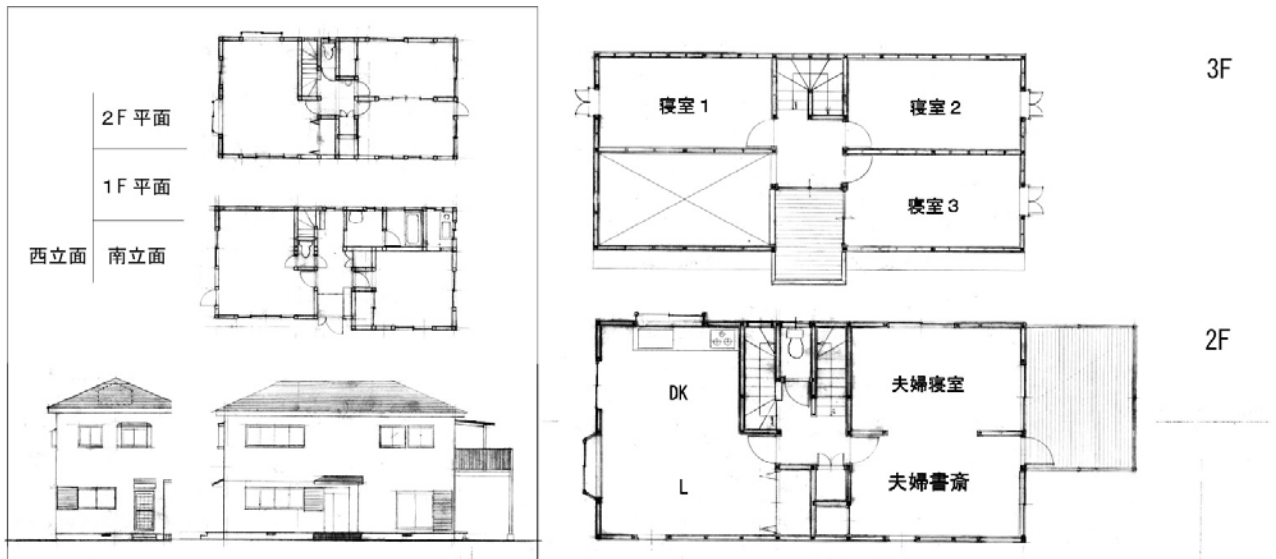 2F 平面
1F 平面
西立面
南立面
3F
寝室1
寝室2
寝室3
2F
DK
夫婦寝室
L
夫婦書斎